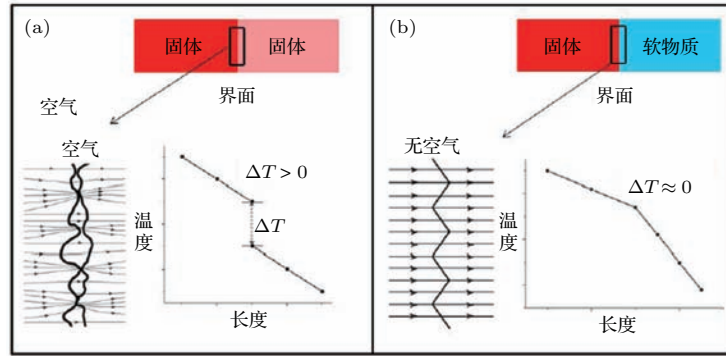 (a)
固体 固体
界面
空气
空气
ΔT > 0
ΔT
温度
长度
(b)
固体 软物质
界面
无空气
ΔT ≈ 0
温度
长度